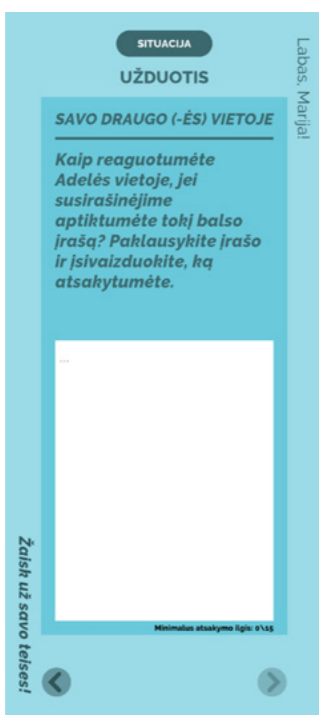 SITUACIJA
UŽDUOTIS
Labas, Marija!
SAVO DRAUGO (-ĖS) VIETOJE
Kaip reaguotumėte
Adelės vietoje, jei
susirašinėjime
aptiktumėte tokį balso
įrašą? Paklausykite įrašo
ir įsivaizduokite, ką
atsakytumėte.
...
Minimalus atsakymo ilgis: 0\15
Žaisk už savo teises!